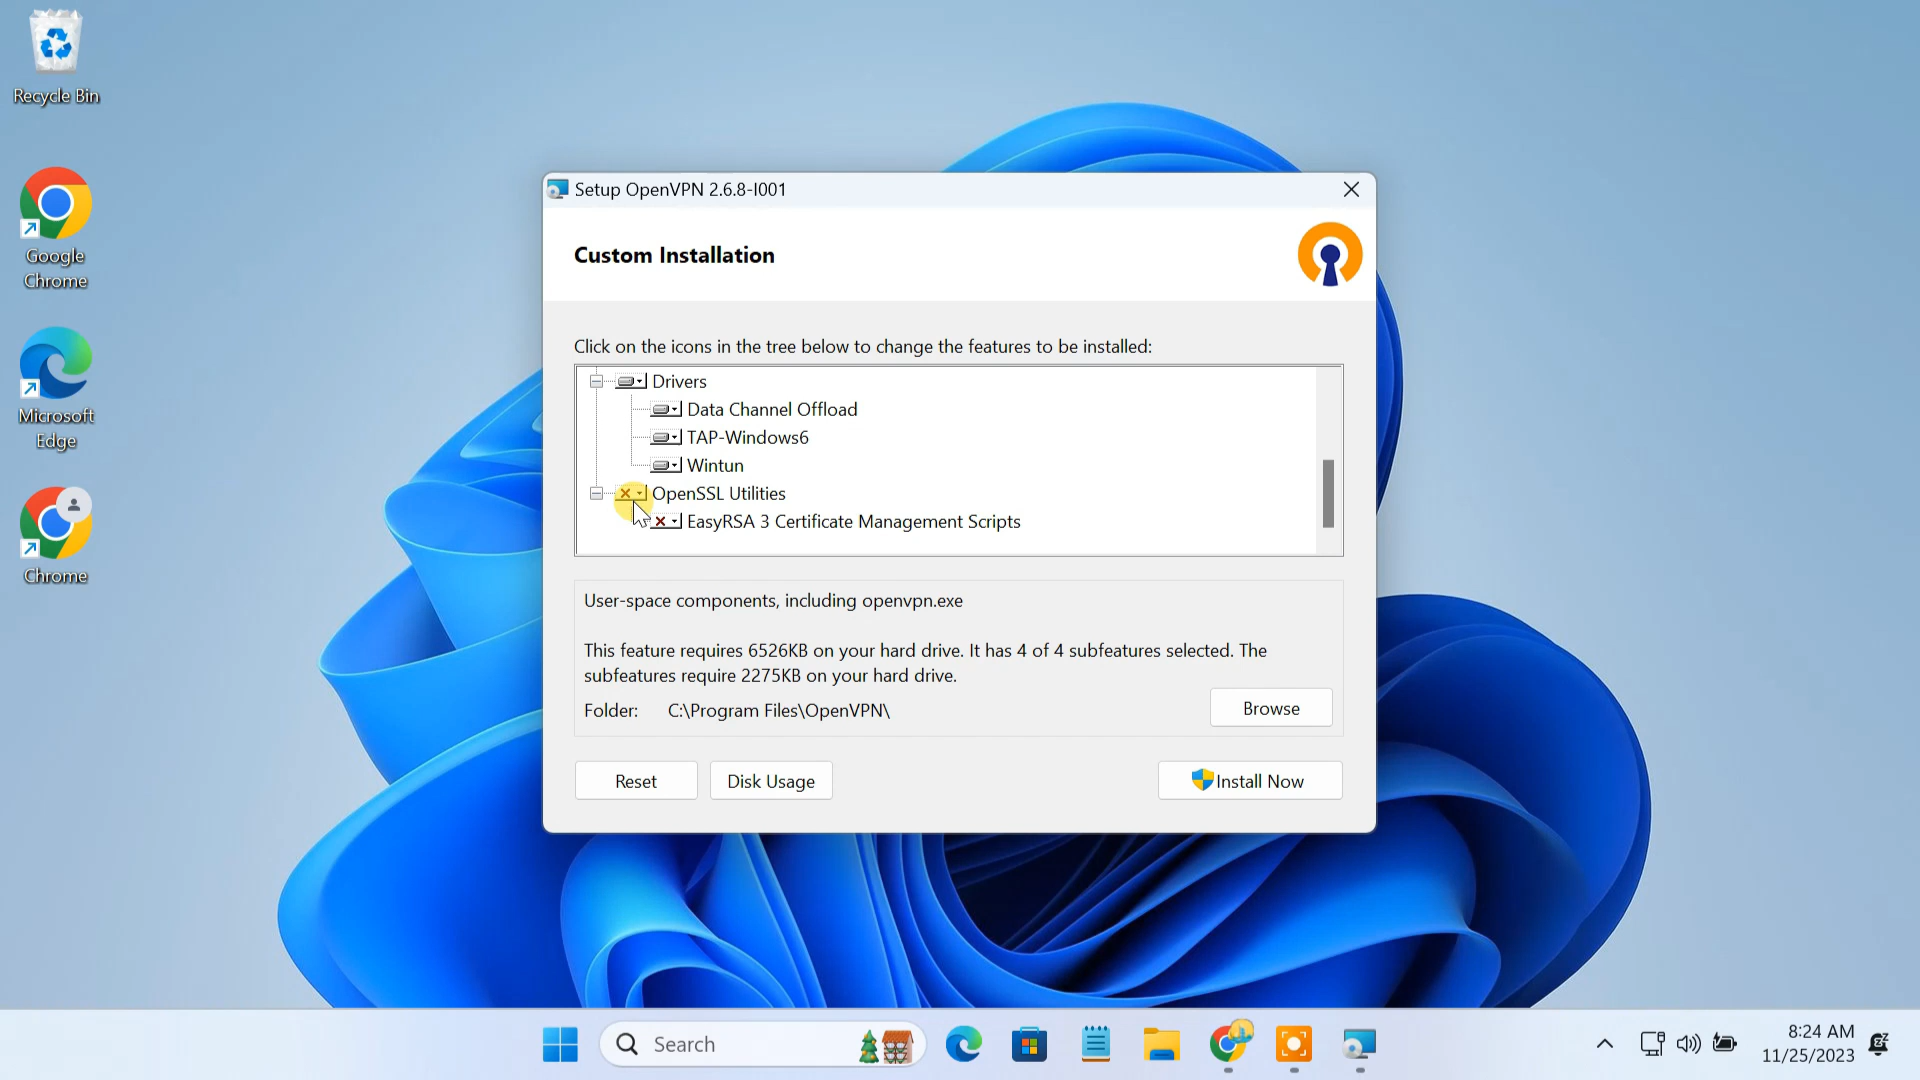 Recycle Bin
Google
Chrome
Microsoft
Edge
Chrome
Setup OpenVPN 2.6.8-I001
Custom Installation
Click on the icons in the tree below to change the features to be installed:
Drivers
Data Channel Offload
TAP-Windows6
Wintun
OpenSSL Utilities
EasyRSA 3 Certificate Management Scripts
User-space components, including openvpn.exe
This feature requires 6526KB on your hard drive. It has 4 of 4 subfeatures selected. The
subfeatures require 2275KB on your hard drive.
Folder: C:\Program Files\OpenVPN\
Browse
Reset
Disk Usage
Install Now
Search
8:24 AM
11/25/2023